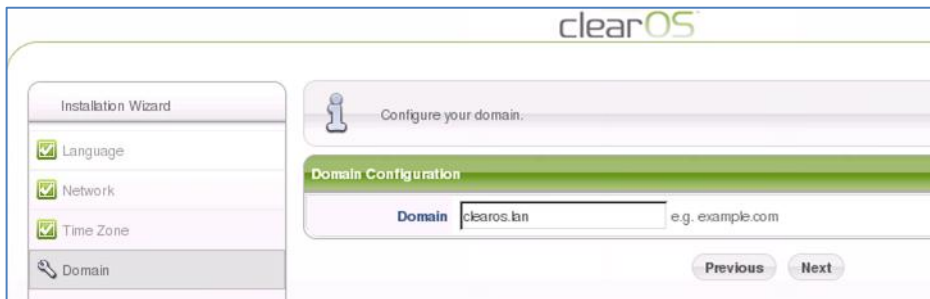 clearOS
Installation Wizard
Language
Network
Time Zone
Domain
Configure your domain.
Domain Configuration
Domain clearos.lan e.g. example.com
Previous Next